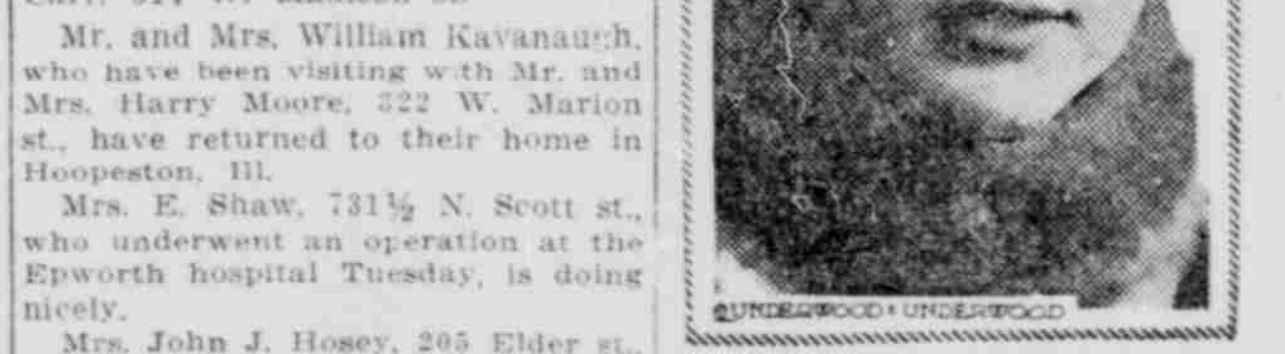 Mr. and Mrs. William Kavanaugh,
who have been visiting with Mr. and
Mrs. Harry Moore, 322 W. Marion
st., have returned to their home in
Hoopeston, Ill.
Mrs. E. Shaw, 731½ N. Scott st.,
who underwent an operation at the
Epworth hospital Tuesday, is doing
nicely.
Mrs. John J. Hosey, 205 Elder st.,
©UNDERWOOD & UNDERWOOD